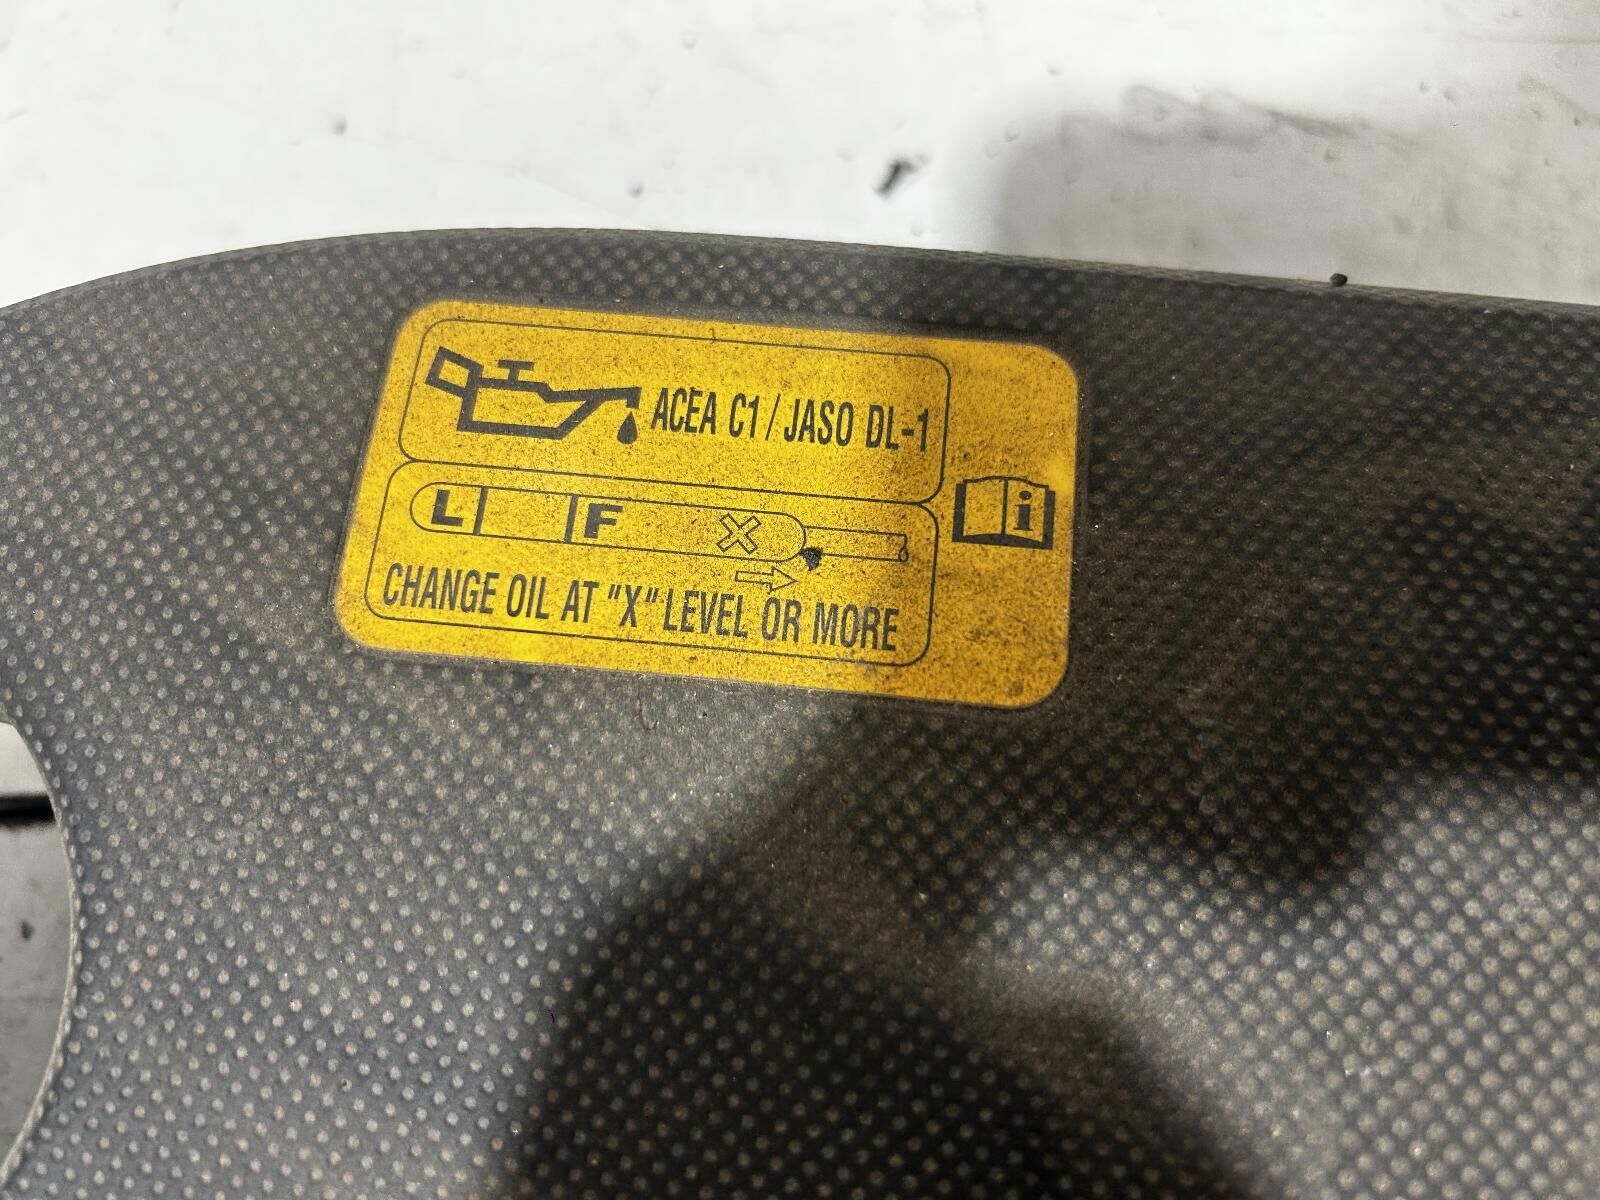 ACEA C1 / JASO DL-1
L F X
i
CHANGE OIL AT "X" LEVEL OR MORE